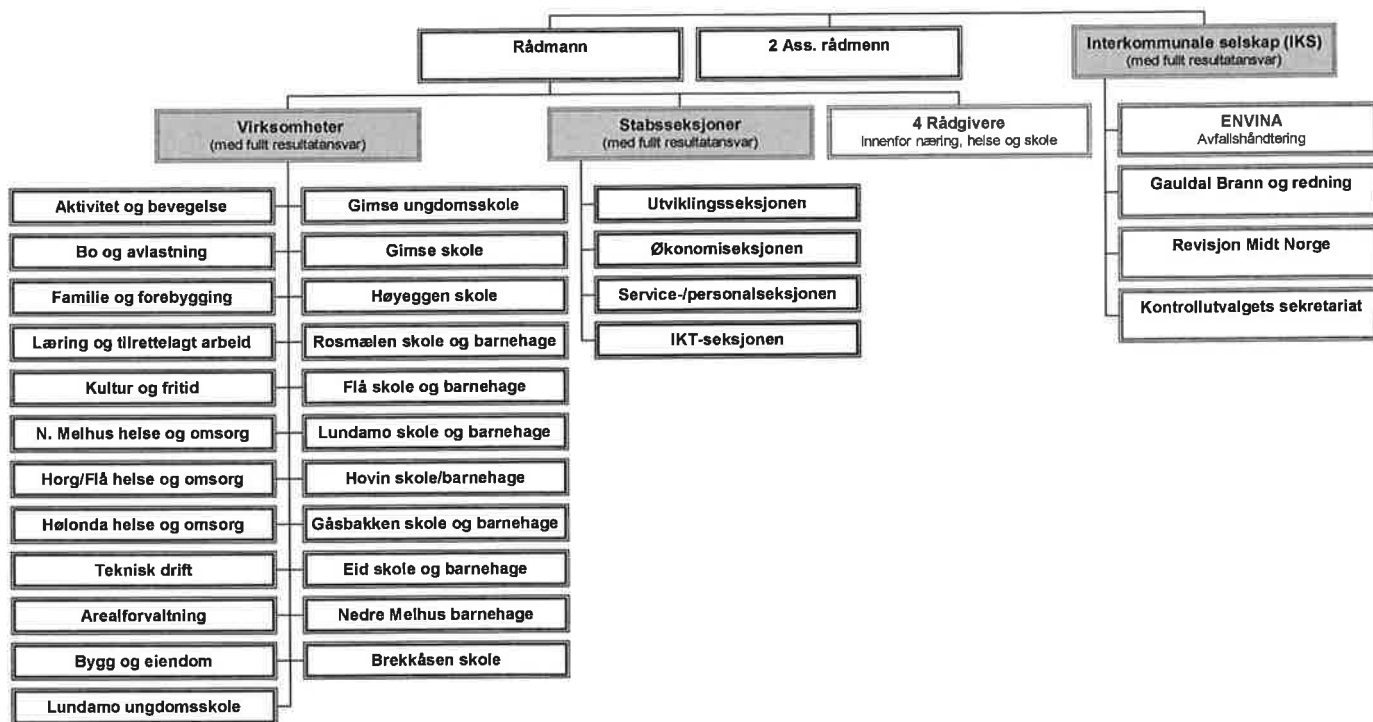 Rådmann
2 Ass. rådmenn
Interkommunale selskap (IKS)
(med fullt resultatansvar)
Virksomheter
(med fullt resultatansvar)
Stabsseksjoner
(med fullt resultatansvar)
4 Rådgivere
Innenfor næring, helse og skole
ENVINA
Avfallshåndtering
Gauldal Brann og redning
Revisjon Midt Norge
Kontrollutvalgets sekretariat
Aktivitet og bevegelse
Bo og avlastning
Familie og forebygging
Læring og tilrettelagt arbeid
Kultur og fritid
N. Melhus helse og omsorg
Horg/Flå helse og omsorg
Hølonda helse og omsorg
Teknisk drift
Arealforvaltning
Bygg og eiendom
Lundamo ungdomsskole
Gimse ungdomsskole
Gimse skole
Høyeggen skole
Rosmælen skole og barnehage
Flå skole og barnehage
Lundamo skole og barnehage
Hovin skole/barnehage
Gåsbakken skole og barnehage
Eid skole og barnehage
Nedre Melhus barnehage
Brekkåsen skole
Utviklingsseksjonen
Økonomiseksjonen
Service-/personalseksjonen
IKT-seksjonen